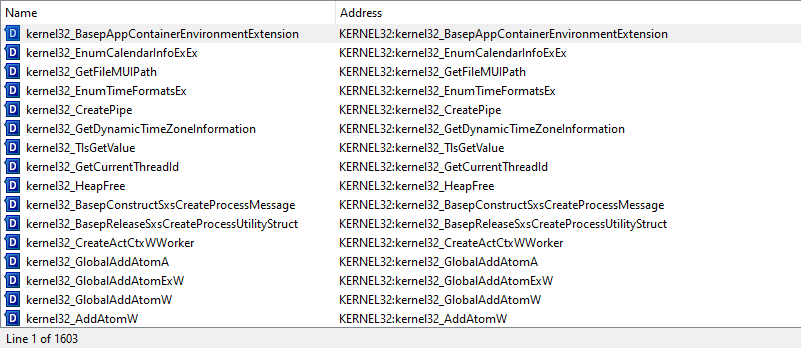 Name Address
D kernel32_BasepAppContainerEnvironmentExtension KERNEL32:kernel32_BasepAppContainerEnvironmentExtension
D kernel32_EnumCalendarInfoExEx KERNEL32:kernel32_EnumCalendarInfoExEx
D kernel32_GetFileMUIPath KERNEL32:kernel32_GetFileMUIPath
D kernel32_EnumTimeFormatsEx KERNEL32:kernel32_EnumTimeFormatsEx
D kernel32_CreatePipe KERNEL32:kernel32_CreatePipe
D kernel32_GetDynamicTimeZoneInformation KERNEL32:kernel32_GetDynamicTimeZoneInformation
D kernel32_TlsGetValue KERNEL32:kernel32_TlsGetValue
D kernel32_GetCurrentThreadId KERNEL32:kernel32_GetCurrentThreadId
D kernel32_HeapFree KERNEL32:kernel32_HeapFree
D kernel32_BasepConstructSxsCreateProcessMessage KERNEL32:kernel32_BasepConstructSxsCreateProcessMessage
D kernel32_BasepReleaseSxsCreateProcessUtilityStruct KERNEL32:kernel32_BasepReleaseSxsCreateProcessUtilityStruct
D kernel32_CreateActCtxWWorker KERNEL32:kernel32_CreateActCtxWWorker
D kernel32_GlobalAddAtomA KERNEL32:kernel32_GlobalAddAtomA
D kernel32_GlobalAddAtomExW KERNEL32:kernel32_GlobalAddAtomExW
D kernel32_GlobalAddAtomW KERNEL32:kernel32_GlobalAddAtomW
D kernel32_AddAtomW KERNEL32:kernel32_AddAtomW
Line 1 of 1603